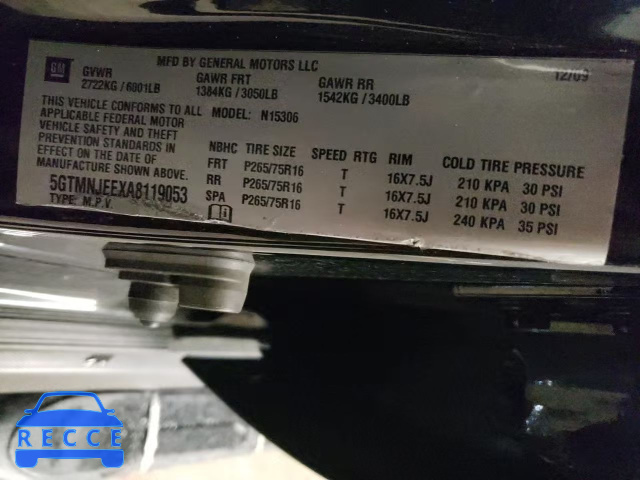 GM
MFD BY GENERAL MOTORS LLC
12/09
GVWR
GAWR FRT
GAWR RR
2722KG / 6001LB
1384KG / 3050LB
1542KG / 3400LB
THIS VEHICLE CONFORMS TO ALL
APPLICABLE FEDERAL MOTOR
VEHICLE SAFETY AND THEFT
PREVENTION STANDARDS IN
EFFECT ON THE DATE OF
MANUFACTURE SHOWN ABOVE.
5GTMNJEEXA8119053
TYPE: M.P.V.
MODEL: N15306
NBHC TIRE SIZE SPEED RTG RIM COLD TIRE PRESSURE
FRT P265/75R16 T 16X7.5J 210 KPA 30 PSI
RR P265/75R16 T 16X7.5J 210 KPA 30 PSI
SPA P265/75R16 T 16X7.5J 240 KPA 35 PSI
RECCE